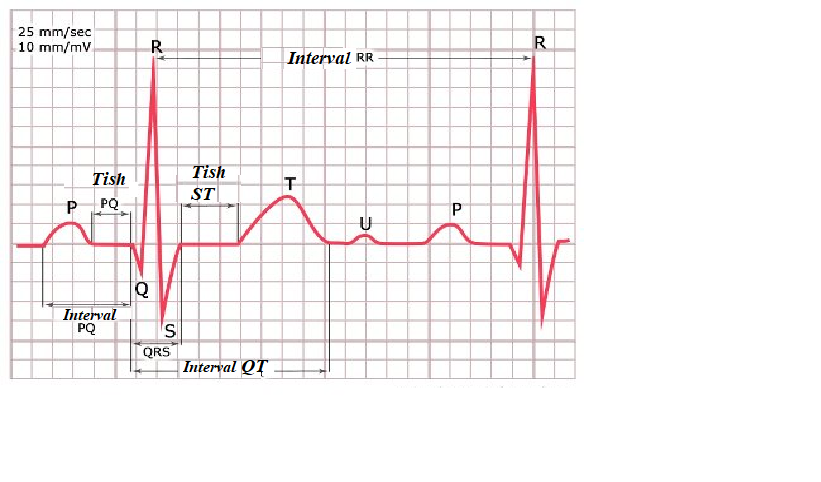 25 mm/sec
10 mm/mV
R
Interval RR
R
Tish
PQ
Tish
ST
P
T
U
P
Q
Interval
PQ
S
QRS
Interval QT